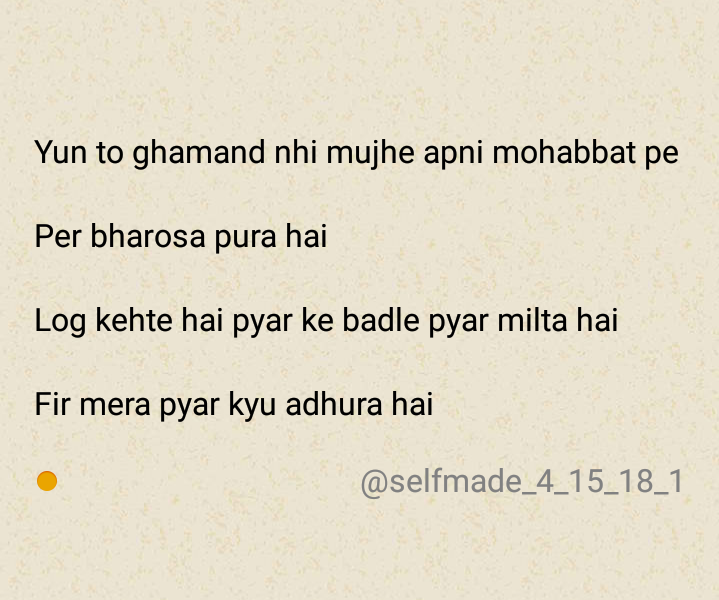 Yun to ghamand nhi mujhe apni mohabbat pe
Per bharosa pura hai
Log kehte hai pyar ke badle pyar milta hai
Fir mera pyar kyu adhura hai
@selfmade_4_15_18_1